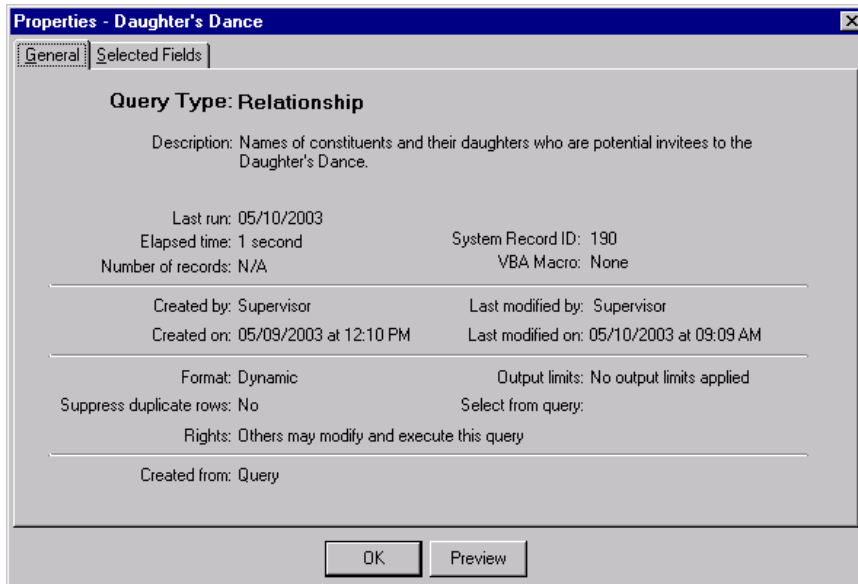 Properties - Daughter's Dance
General Selected Fields
Query Type: Relationship
Description: Names of constituents and their daughters who are potential invitees to the
Daughter's Dance.
Last run: 05/10/2003
Elapsed time: 1 second System Record ID: 190
Number of records: N/A VBA Macro: None
Created by: Supervisor Last modified by: Supervisor
Created on: 05/09/2003 at 12:10 PM Last modified on: 05/10/2003 at 09:09 AM
Format: Dynamic Output limits: No output limits applied
Suppress duplicate rows: No Select from query:
Rights: Others may modify and execute this query
Created from: Query
OK Preview